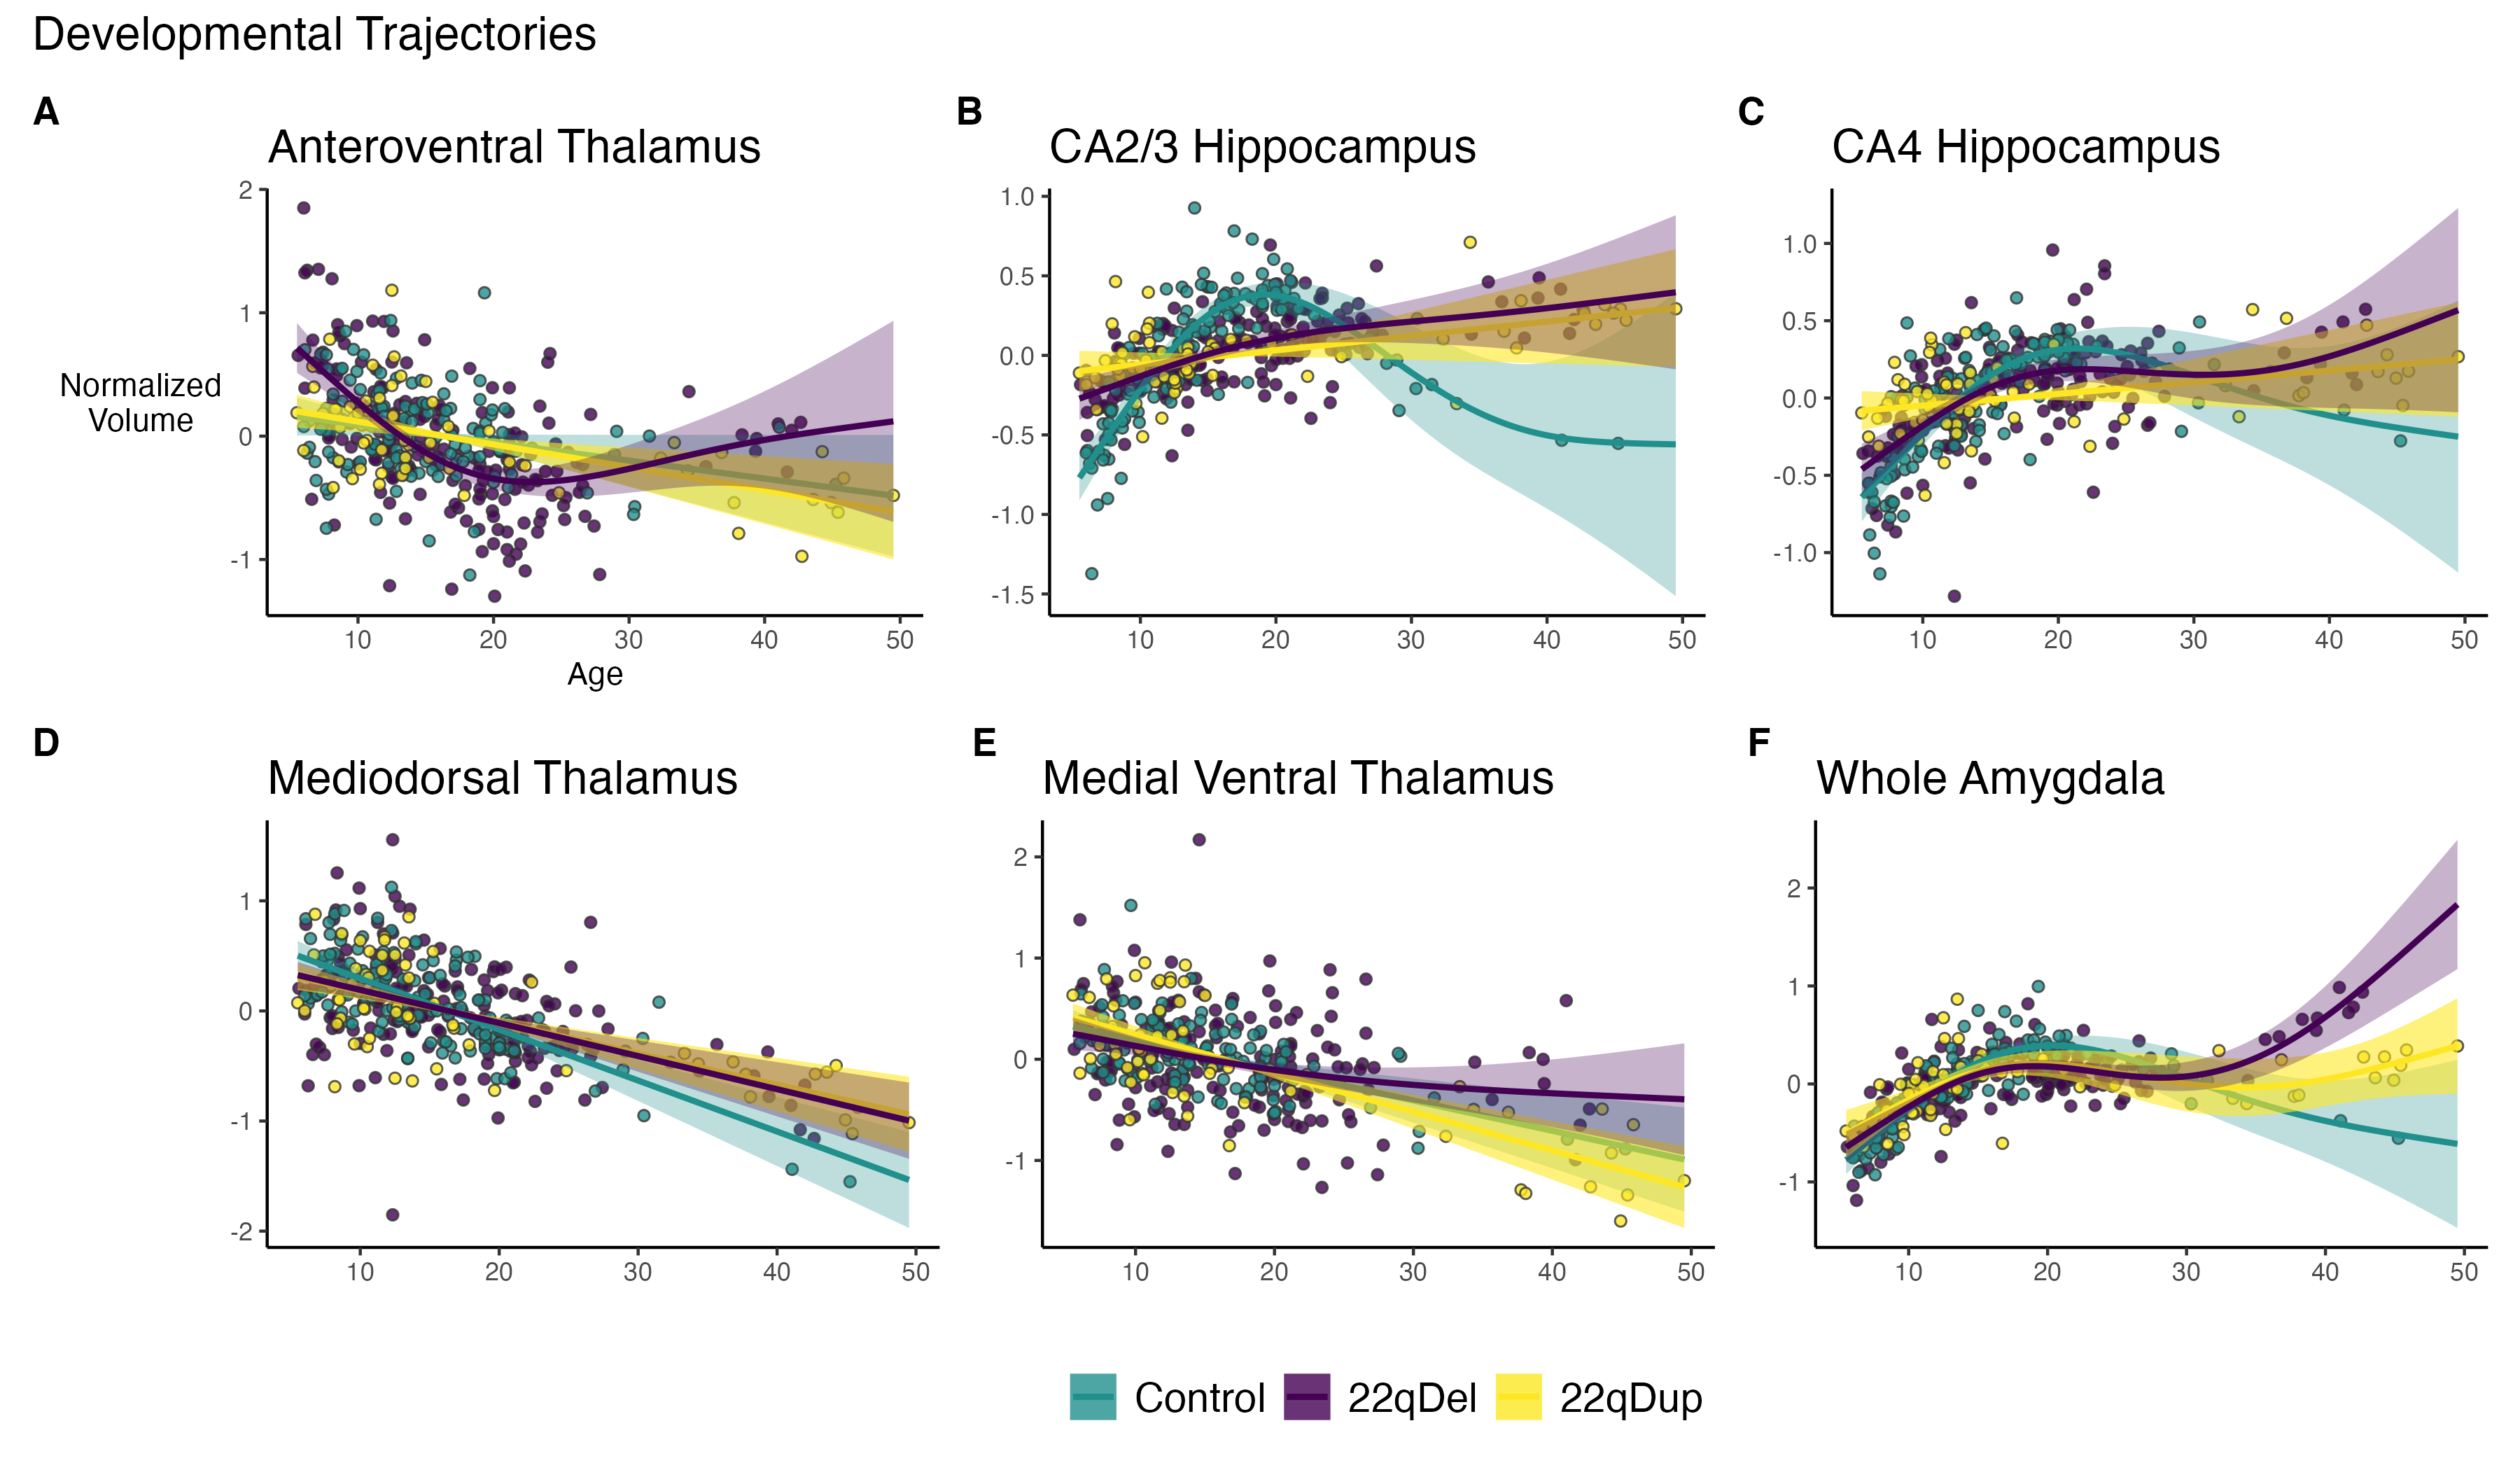 Developmental Trajectories
A
Anteroventral Thalamus
Normalized
Volume
2
1
0
-1
10 20 30 40 50
Age
B
CA2/3 Hippocampus
1.0
0.5
0.0
-0.5
-1.0
-1.5
10 20 30 40 50
C
CA4 Hippocampus
1.0
0.5
0.0
-0.5
-1.0
10 20 30 40 50
D
Mediodorsal Thalamus
1
0
-1
-2
10 20 30 40 50
E
Medial Ventral Thalamus
2
1
0
-1
10 20 30 40 50
F
Whole Amygdala
2
1
0
-1
10 20 30 40 50
Control 22qDel 22qDup